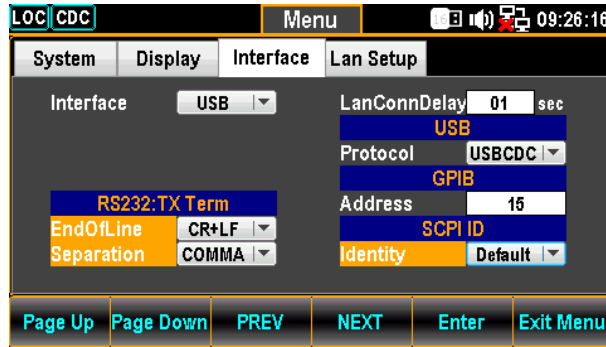 LOC CDC Menu 16 09:26:16
System Display Interface Lan Setup
Interface USB LanConnDelay 01 sec
USB
Protocol USBCDC
GPIB
RS232:TX Term Address 15
EndOfLine CR+LF SCPI ID
Separation COMMA Identity Default
Page Up Page Down PREV NEXT Enter Exit Menu